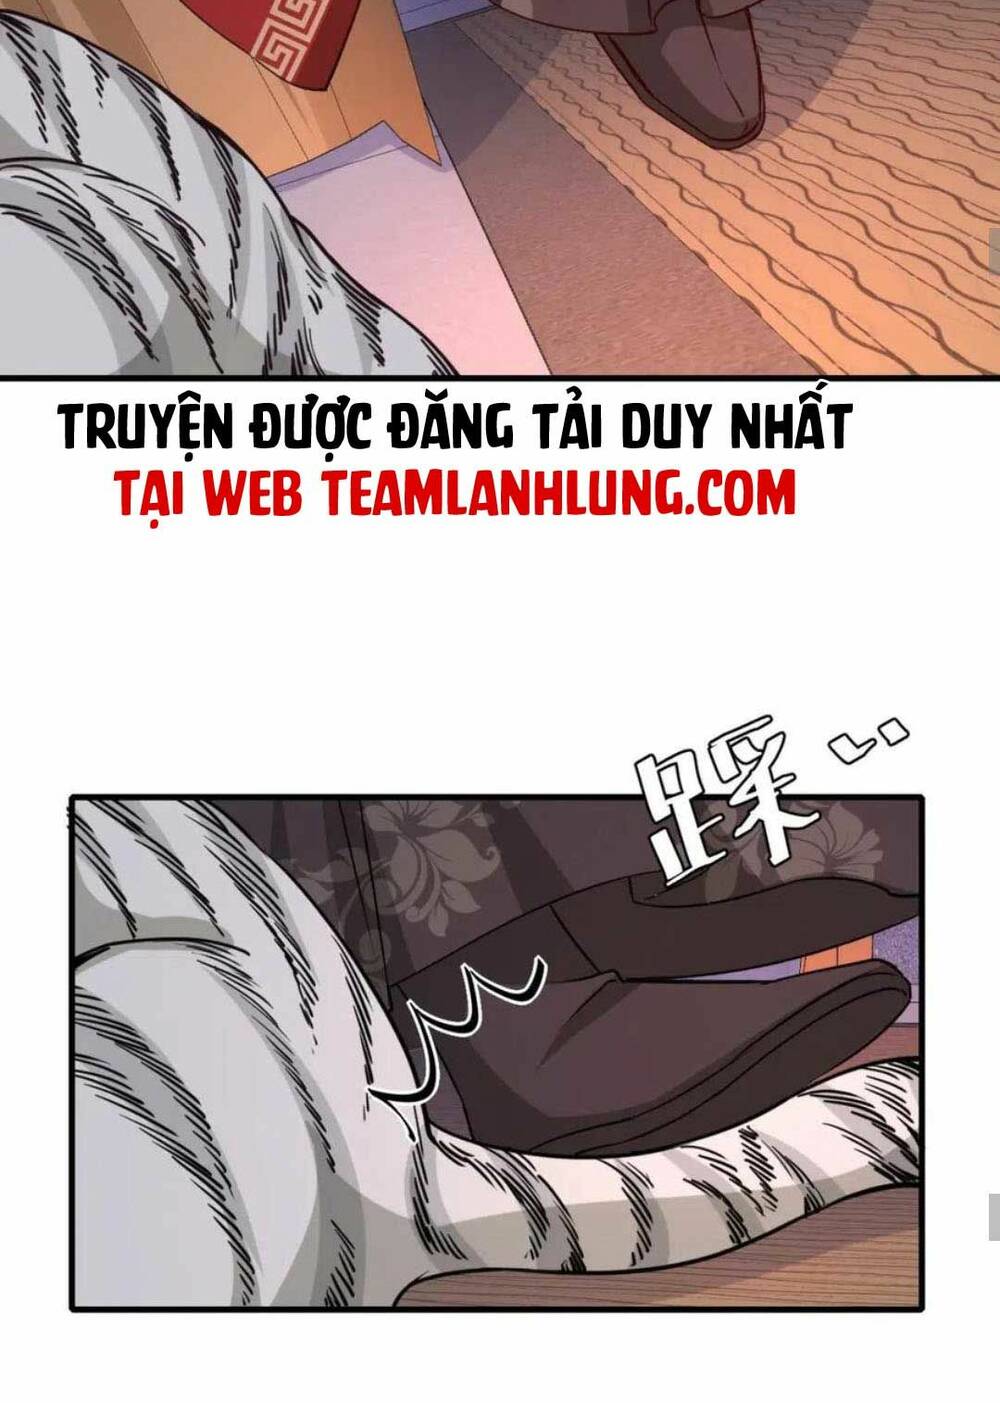 TRUYỆN ĐƯỢC ĐĂNG TẢI DUY NHẤT
TẠI WEB TEAMLANHLUNG.COM
踩